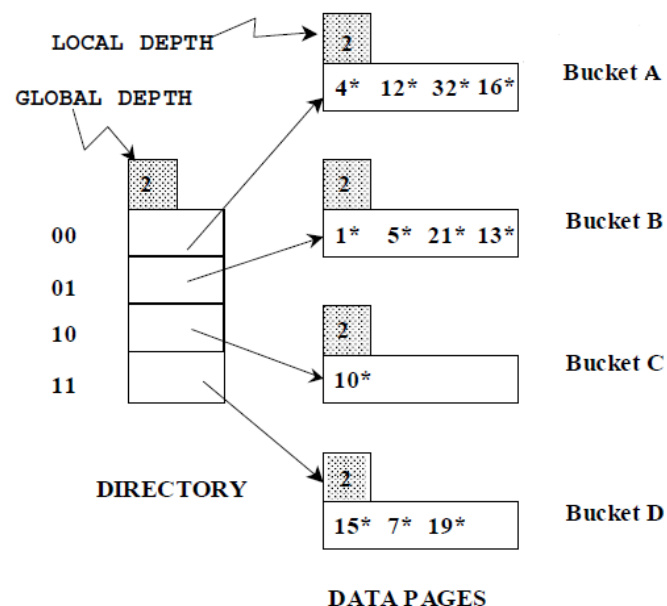 LOCAL DEPTH
2
Bucket A
4* 12* 32* 16*
GLOBAL DEPTH
2
2
Bucket B
00
1* 5* 21* 13*
01
10
2
Bucket C
11
10*
2
DIRECTORY
Bucket D
15* 7* 19*
DATA PAGES